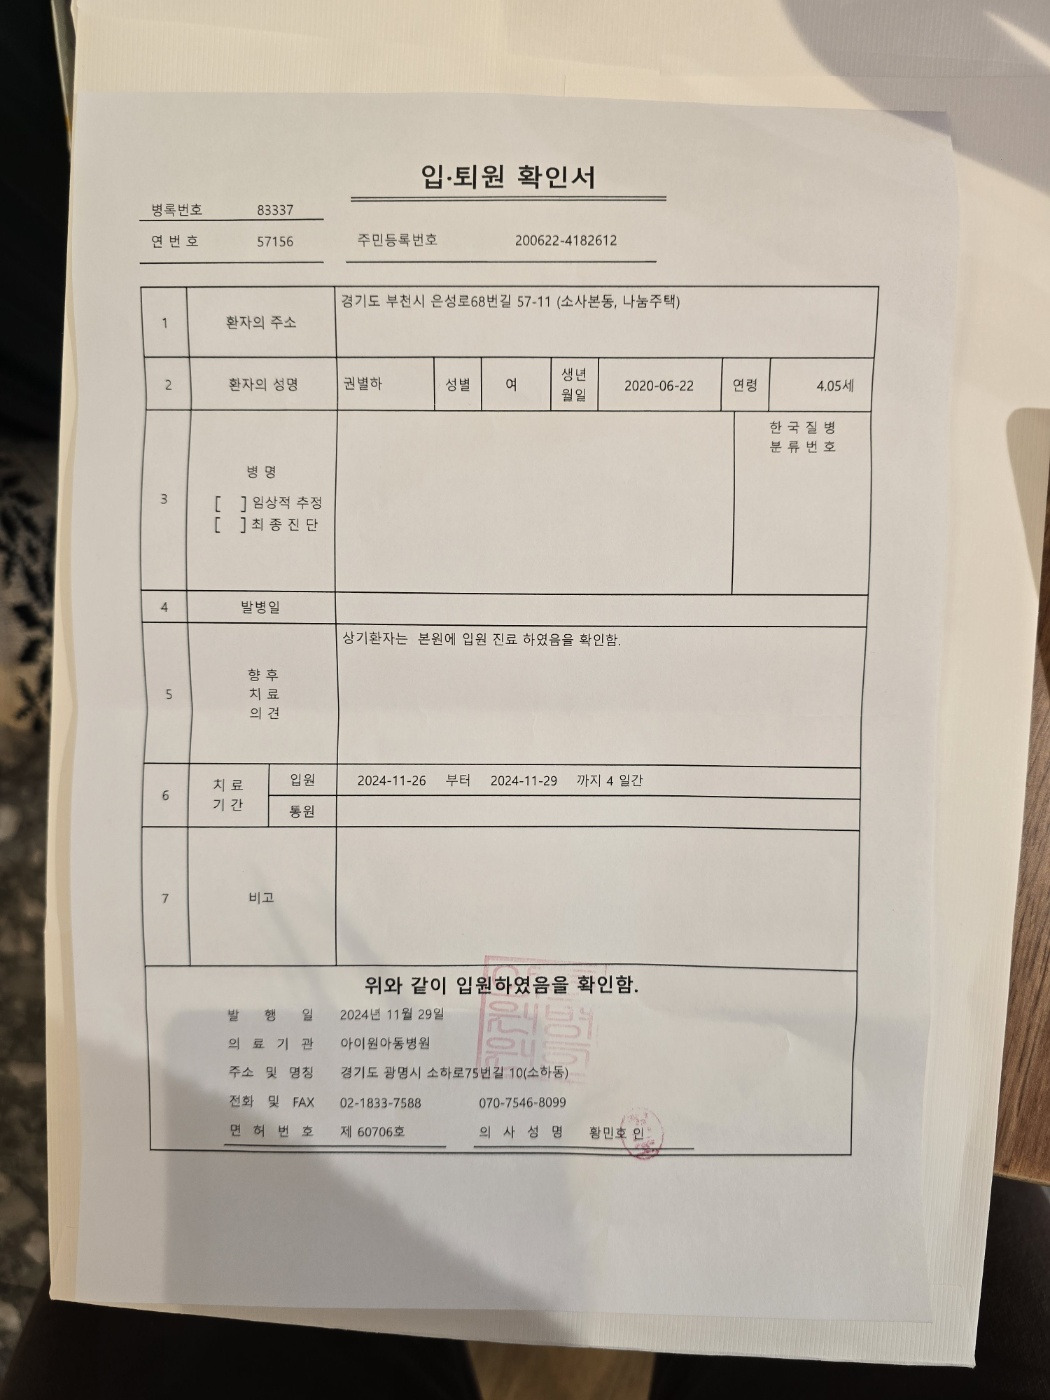 입·퇴원 확인서
병록번호 83337
연 번 호 57156 주민등록번호 200622-4182612
1 환자의 주소 경기도 부천시 은성로68번길 57-11 (소사본동, 나눔주택)
2 환자의 성명 권별하 성별 여 생년월일 2020-06-22 연령 4.05세
3 병 명
[ ] 임상적 추정
[ ] 최 종 진 단
한 국 질 병
분 류 번 호
4 발병일
5 향 후
치 료
의 견
상기환자는 본원에 입원 진료 하였음을 확인함.
6 치 료
기 간
입원 2024-11-26 부터 2024-11-29 까지 4 일간
통원
7 비고
위와 같이 입원하였음을 확인함.
발 행 일 2024년 11월 29일
의 료 기 관 아이원아동병원
주소 및 명칭 경기도 광명시 소하로75번길 10(소하동)
전화 및 FAX 02-1833-7588 070-7546-8099
면 허 번 호 제 60706호 의 사 성 명 황민호 인